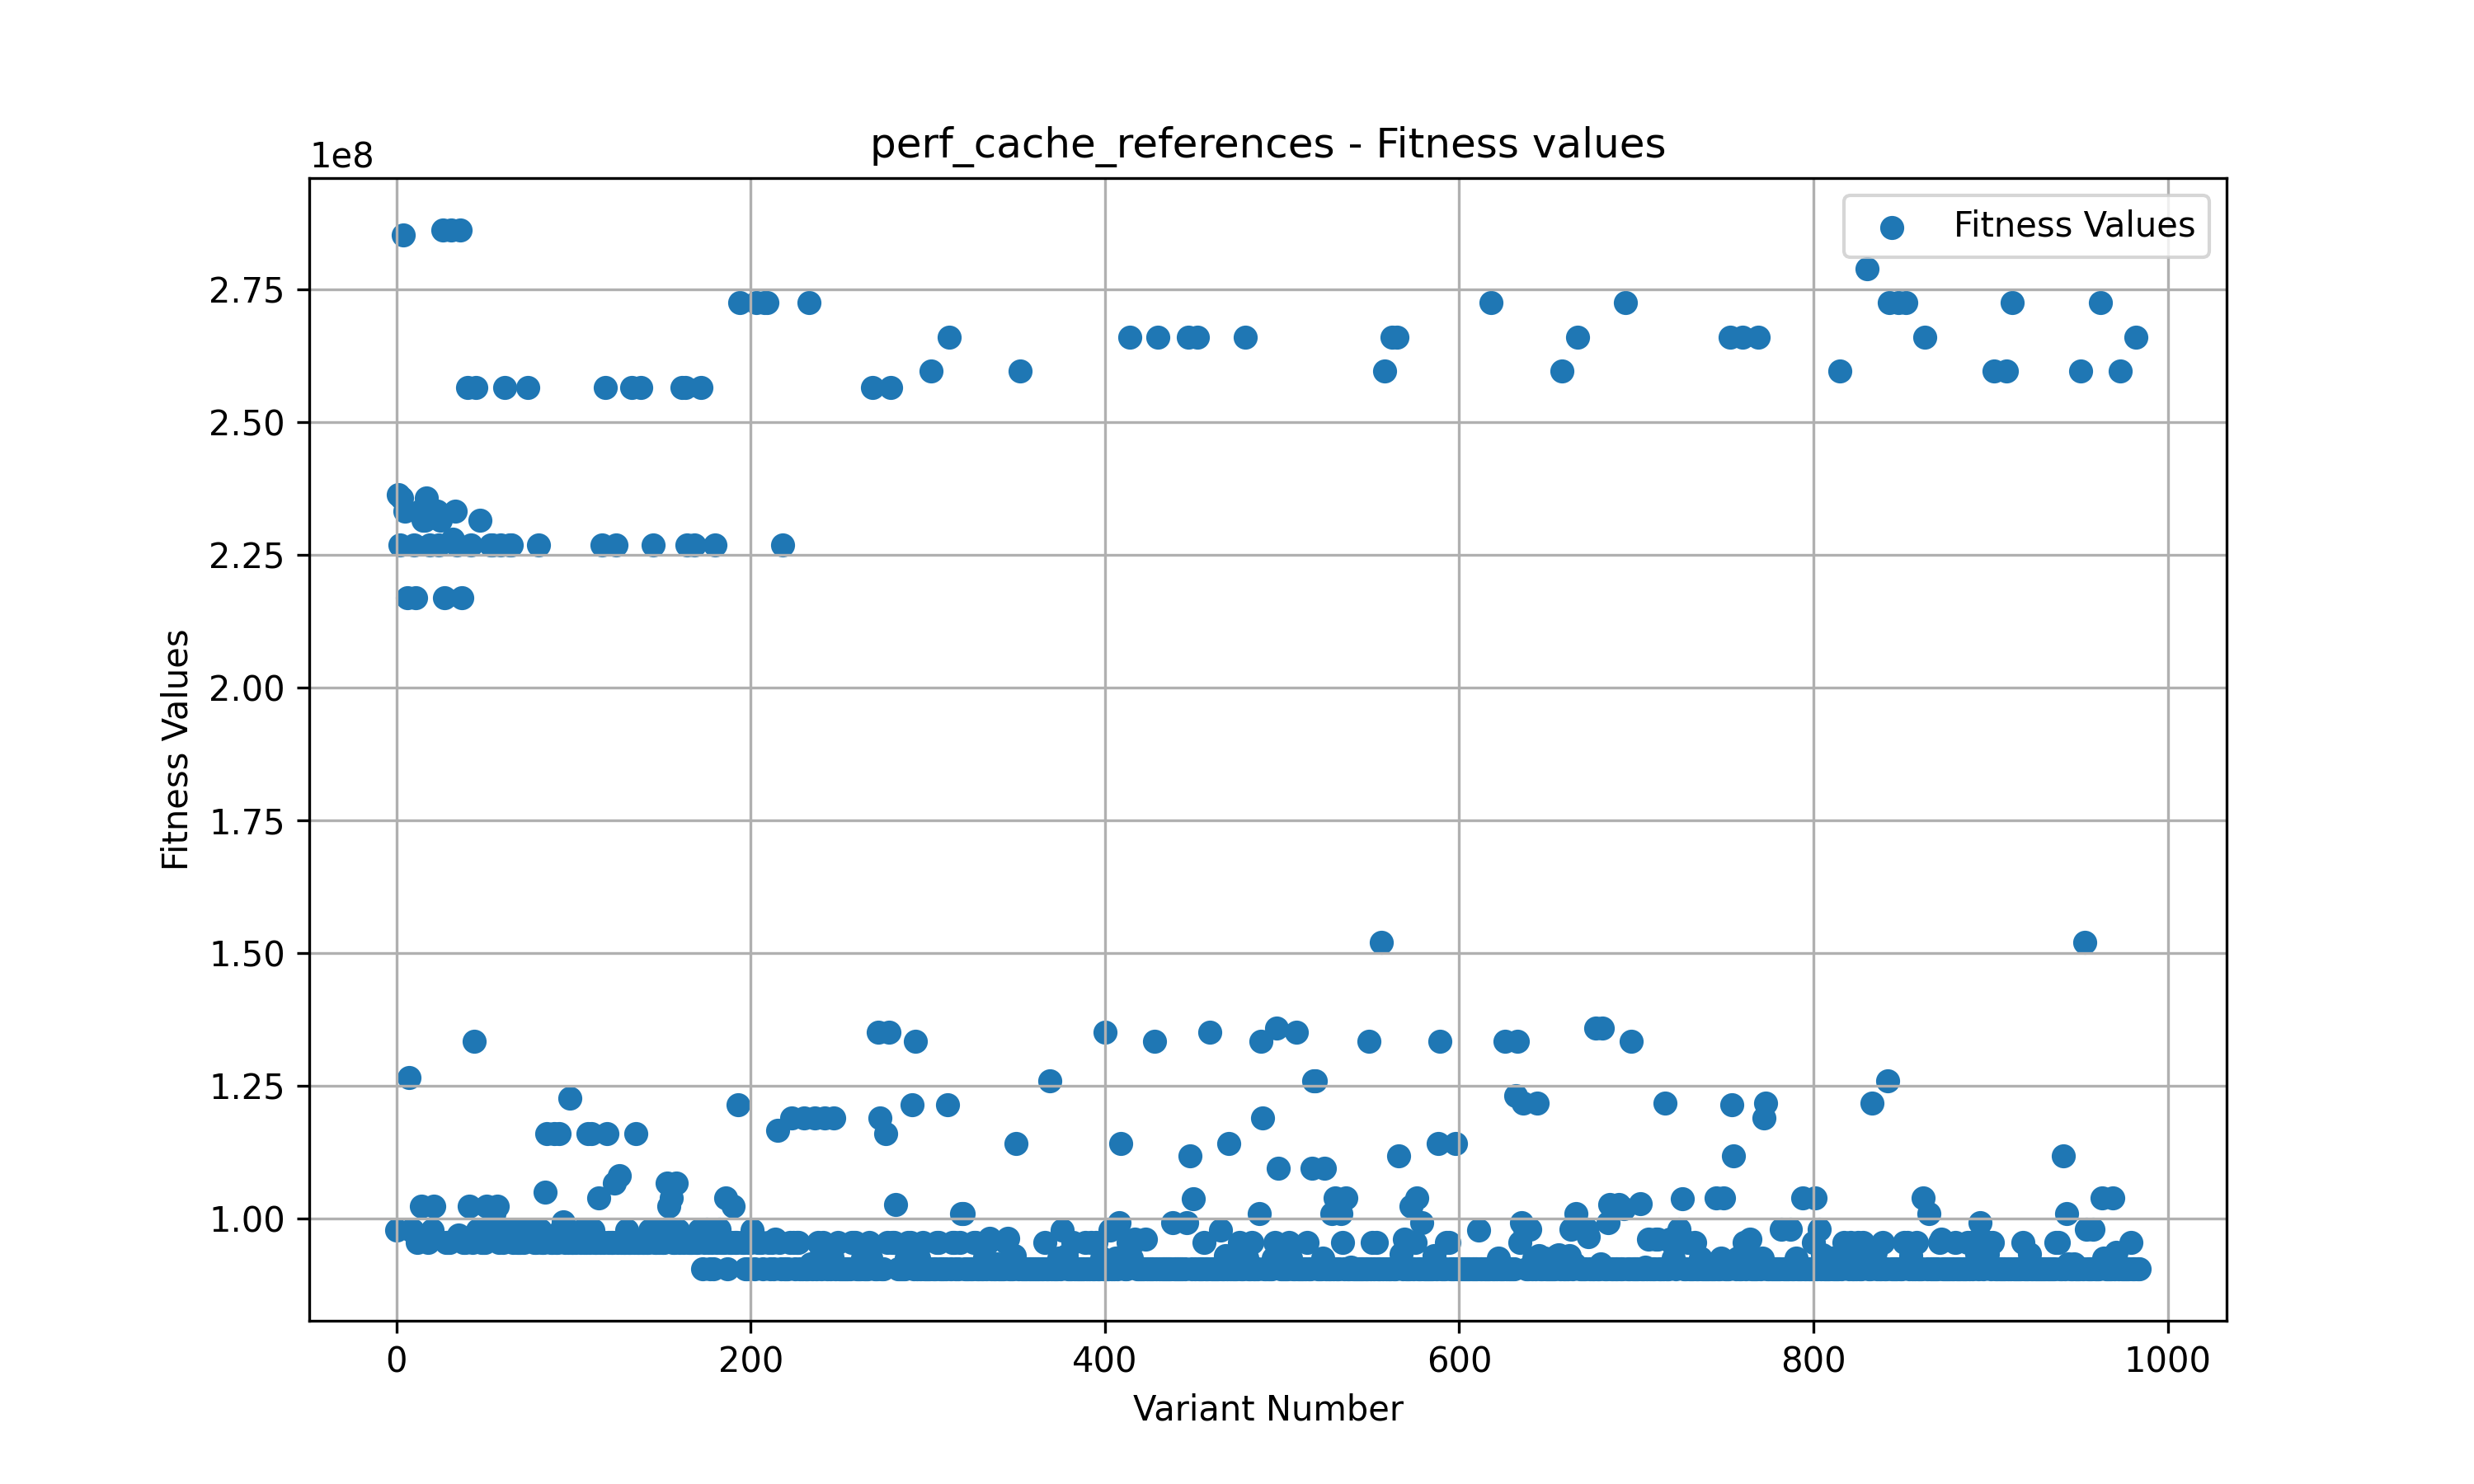 perf_cache_references - Fitness values
1e8
Fitness Values
2.75
2.50
2.25
2.00
1.75
1.50
1.25
1.00
Fitness Values
0
200
400
600
800
1000
Variant Number